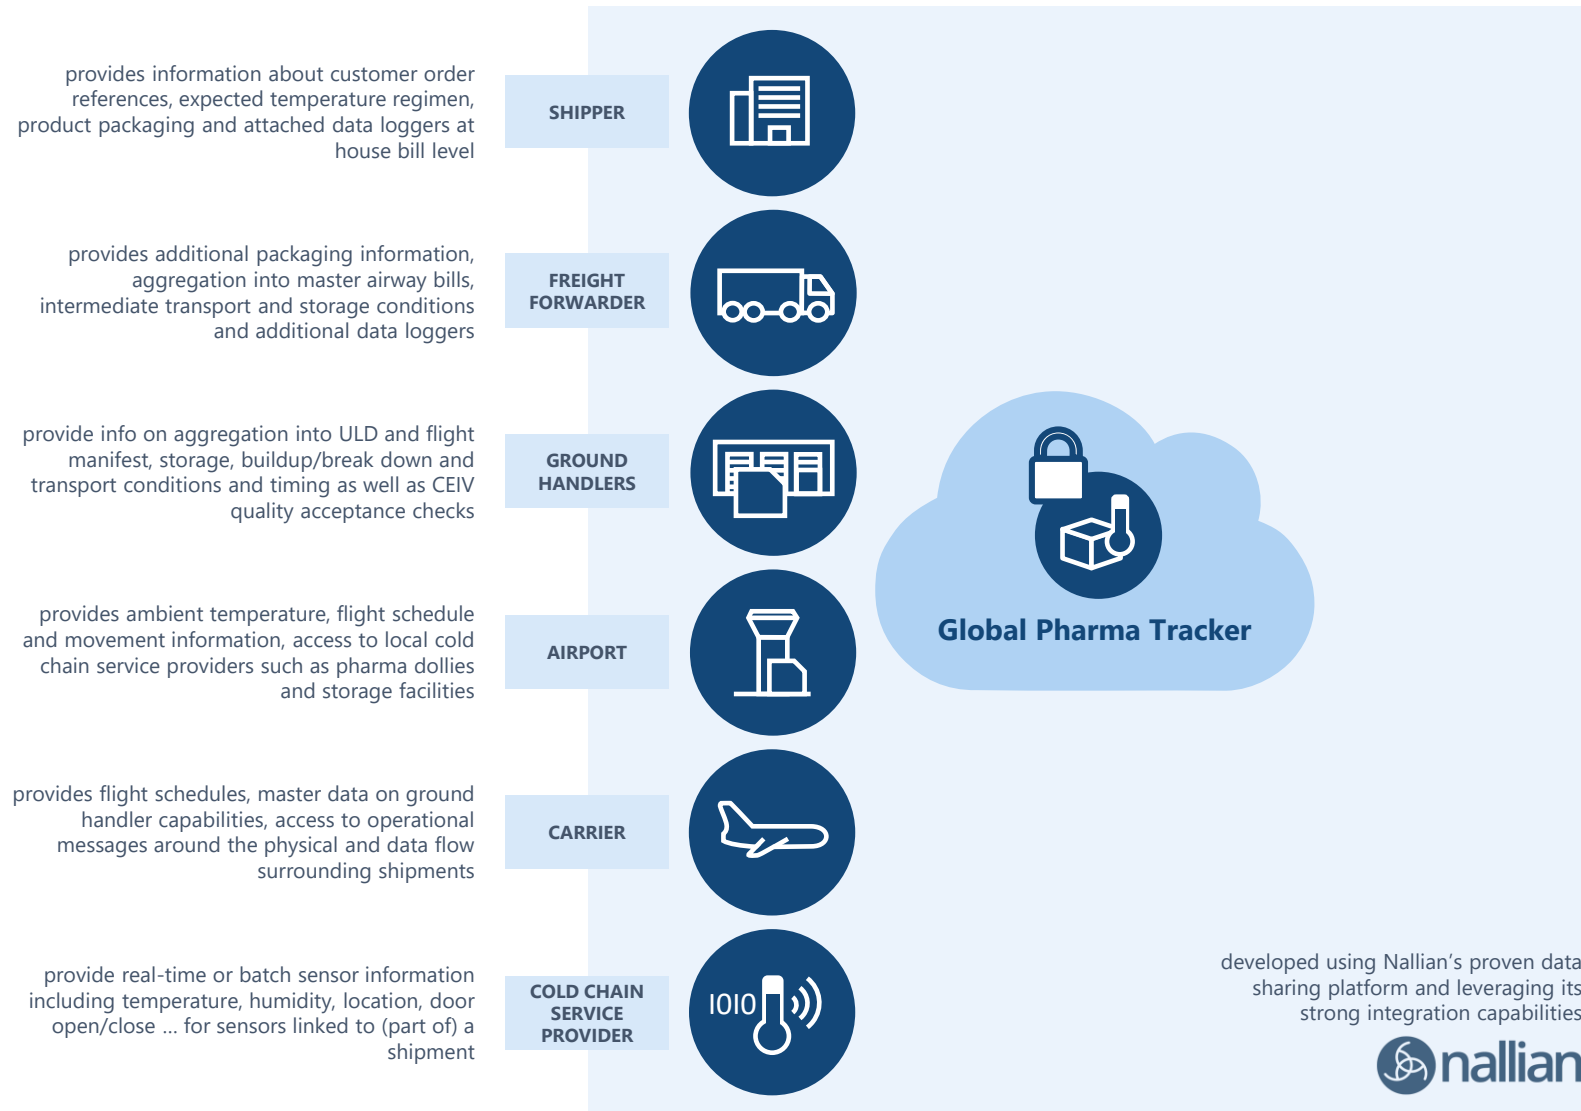 provides information about customer order
references, expected temperature regimen,
product packaging and attached data loggers at
house bill level
SHIPPER
provides additional packaging information,
aggregation into master airway bills,
intermediate transport and storage conditions
and additional data loggers
FREIGHT
FORWARDER
provide info on aggregation into ULD and flight
manifest, storage, buildup/break down and
transport conditions and timing as well as CEIV
quality acceptance checks
GROUND
HANDLERS
Global Pharma Tracker
provides ambient temperature, flight schedule
and movement information, access to local cold
chain service providers such as pharma dollies
and storage facilities
AIRPORT
provides flight schedules, master data on ground
handler capabilities, access to operational
messages around the physical and data flow
surrounding shipments
CARRIER
provide real-time or batch sensor information
including temperature, humidity, location, door
open/close ... for sensors linked to (part of) a
shipment
COLD CHAIN
SERVICE
PROVIDER
IOIO
developed using Nallian's proven data
sharing platform and leveraging its
strong integration capabilities
nallian